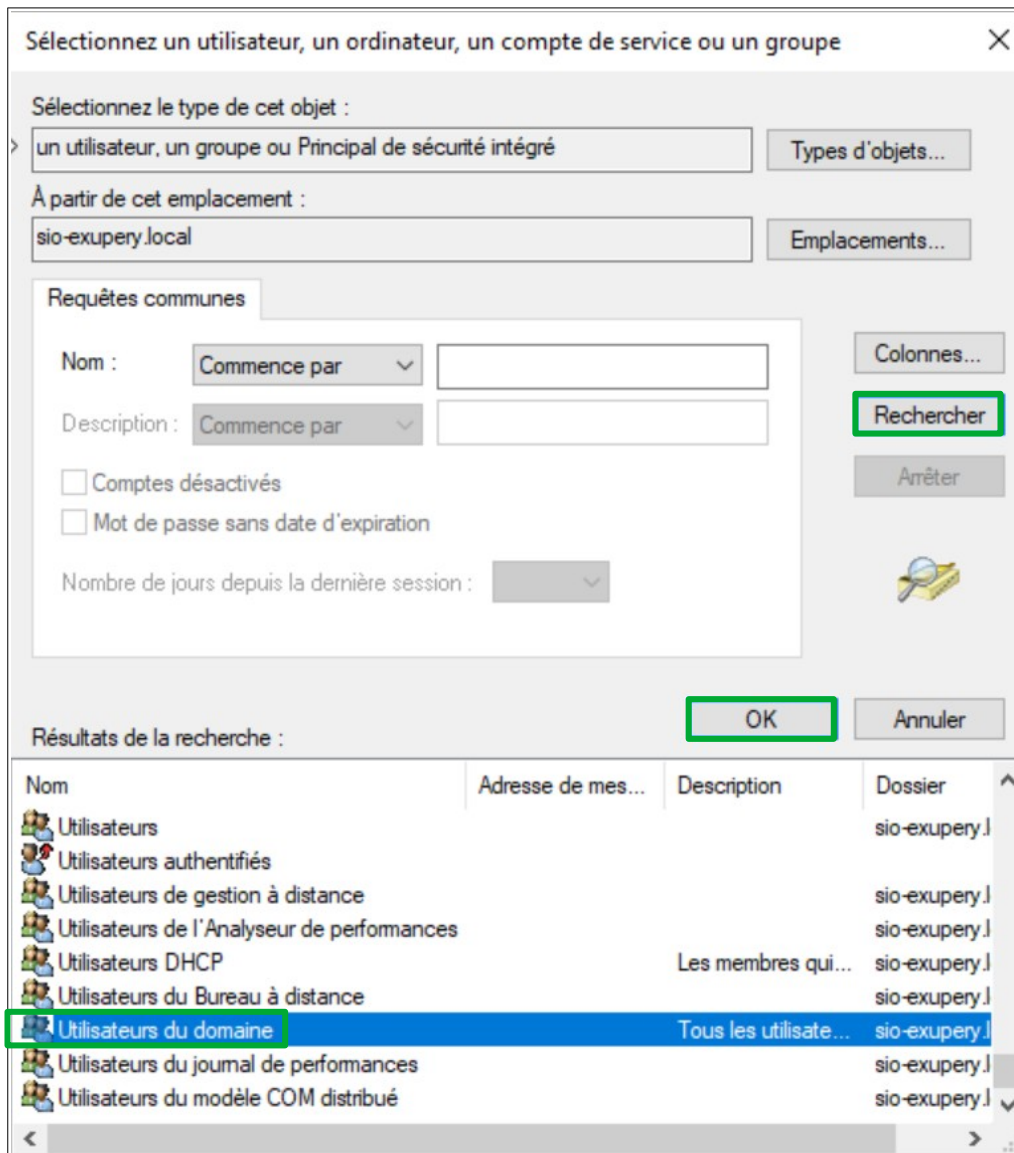 Sélectionnez un utilisateur, un ordinateur, un compte de service ou un groupe
Sélectionnez le type de cet objet :
un utilisateur, un groupe ou Principal de sécurité intégré
Types d'objets...
À partir de cet emplacement :
sio-exupery.local
Emplacements...
Requêtes communes
Nom :
Commence par
Colonnes...
Description :
Commence par
Rechercher
Comptes désactivés
Arrêter
Mot de passe sans date d'expiration
Nombre de jours depuis la dernière session :
OK
Annuler
Résultats de la recherche :
Nom Adresse de mes... Description Dossier
Utilisateurs sio-exupery.l
Utilisateurs authentifiés
Utilisateurs de gestion à distance sio-exupery.l
Utilisateurs de l'Analyseur de performances sio-exupery.l
Utilisateurs DHCP Les membres qui... sio-exupery.l
Utilisateurs du Bureau à distance sio-exupery.l
Utilisateurs du domaine Tous les utilisate... sio-exupery.l
Utilisateurs du journal de performances sio-exupery.l
Utilisateurs du modèle COM distribué sio-exupery.l